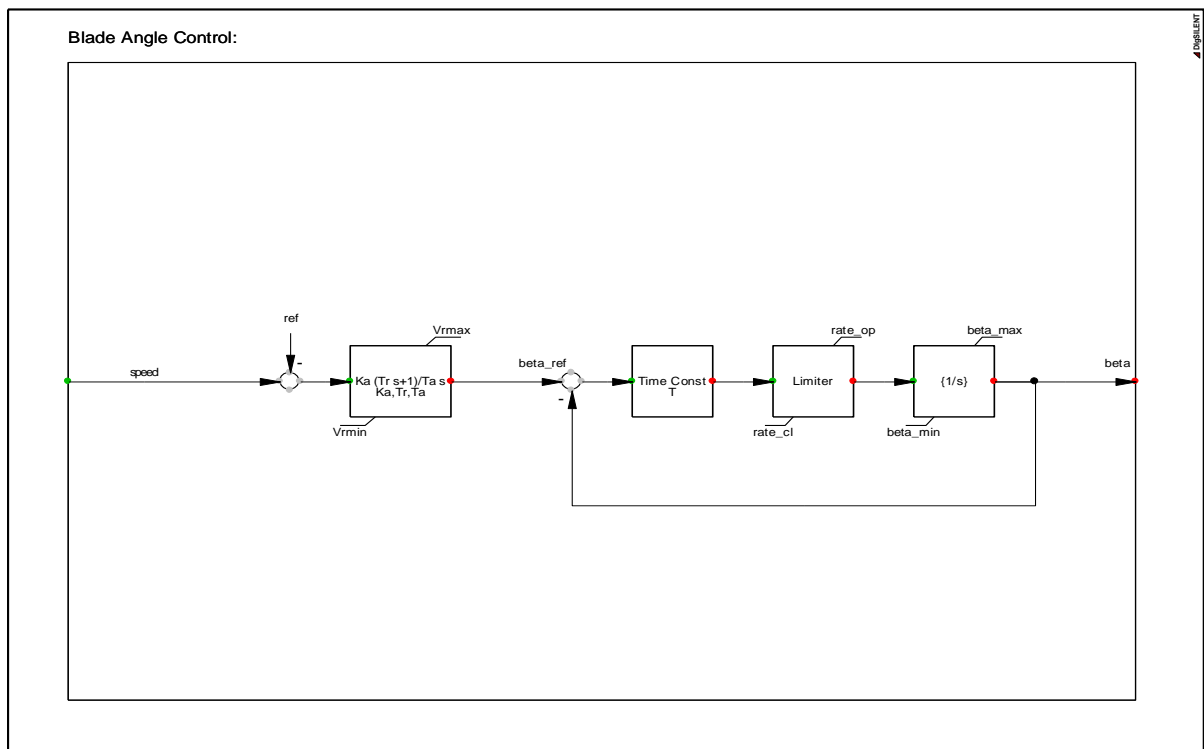 Blade Angle Control:
DIgSILENT
ref
-
speed
Vrmax
Ka (Tr s+1)/Ta s
Ka,Tr,Ta
Vrmin
beta_ref
-
Time Const
T
rate_op
Limiter
rate_cl
beta_max
{1/s}
beta_min
beta